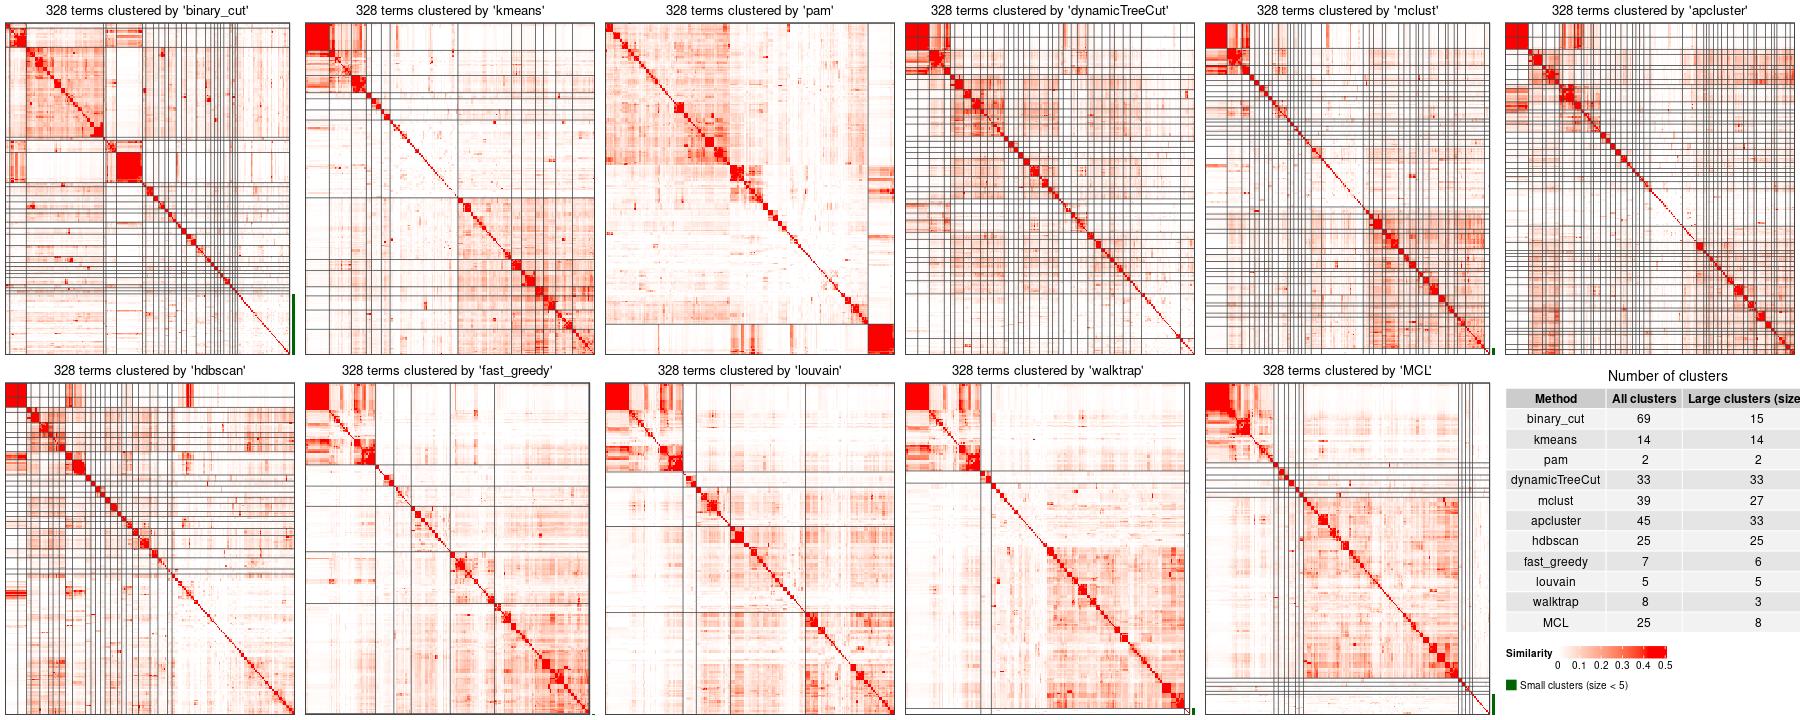 328 terms clustered by 'binary_cut'
328 terms clustered by 'kmeans'
328 terms clustered by 'pam'
328 terms clustered by 'dynamicTreeCut'
328 terms clustered by 'mclust'
328 terms clustered by 'apcluster'
328 terms clustered by 'hdbscan'
328 terms clustered by 'fast_greedy'
328 terms clustered by 'louvain'
328 terms clustered by 'walktrap'
328 terms clustered by 'MCL'
Number of clusters
Method All clusters Large clusters (size
binary_cut 69 15
kmeans 14 14
pam 2 2
dynamicTreeCut 33 33
mclust 39 27
apcluster 45 33
hdbscan 25 25
fast_greedy 7 6
louvain 5 5
walktrap 8 3
MCL 25 8
Similarity
0 0.1 0.2 0.3 0.4 0.5
Small clusters (size < 5)